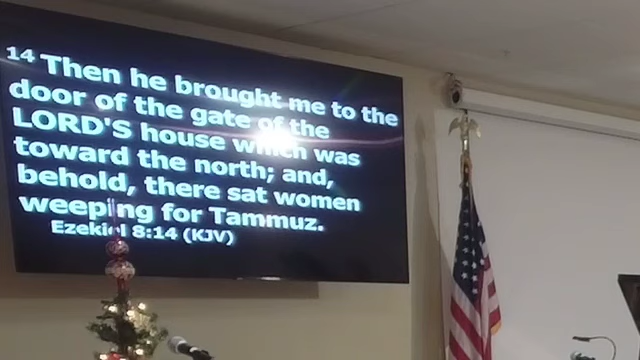 14 Then he brought me to the
door of the gate of the
LORD'S house which was
toward the north; and,
behold, there sat women
weeping for Tammuz.
Ezekiel 8:14 (KJV)